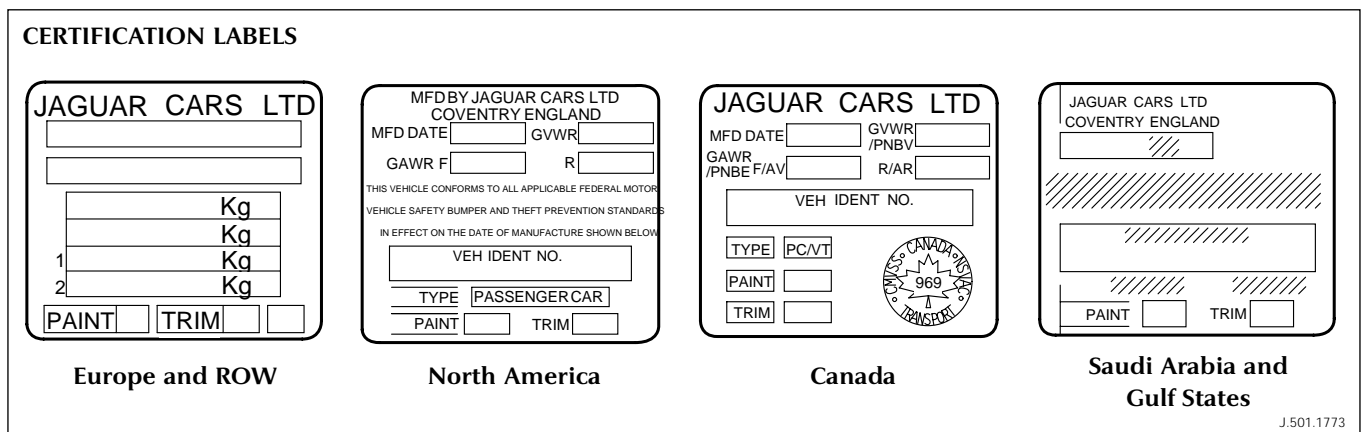 CERTIFICATION LABELS
JAGUAR CARS LTD
Kg
Kg
1 Kg
2 Kg
PAINT TRIM
Europe and ROW
MFD BY JAGUAR CARS LTD
COVENTRY ENGLAND
MFD DATE GVWR
GAWR F R
THIS VEHICLE CONFORMS TO ALL APPLICABLE FEDERAL MOTOR
VEHICLE SAFETY BUMPER AND THEFT PREVENTION STANDARDS
IN EFFECT ON THE DATE OF MANUFACTURE SHOWN BELOW
VEH IDENT NO.
TYPE PASSENGER CAR
PAINT TRIM
North America
JAGUAR CARS LTD
MFD DATE GVWR
/PNBV
GAWR
/PNBE F/AV R/AR
VEH IDENT NO.
TYPE PC/VT
PAINT
TRIM
CMVSS CANADA NSVAC
969
TRANSPORT
Canada
JAGUAR CARS LTD
COVENTRY ENGLAND
PAINT TRIM
Saudi Arabia and
Gulf States
J.501.1773